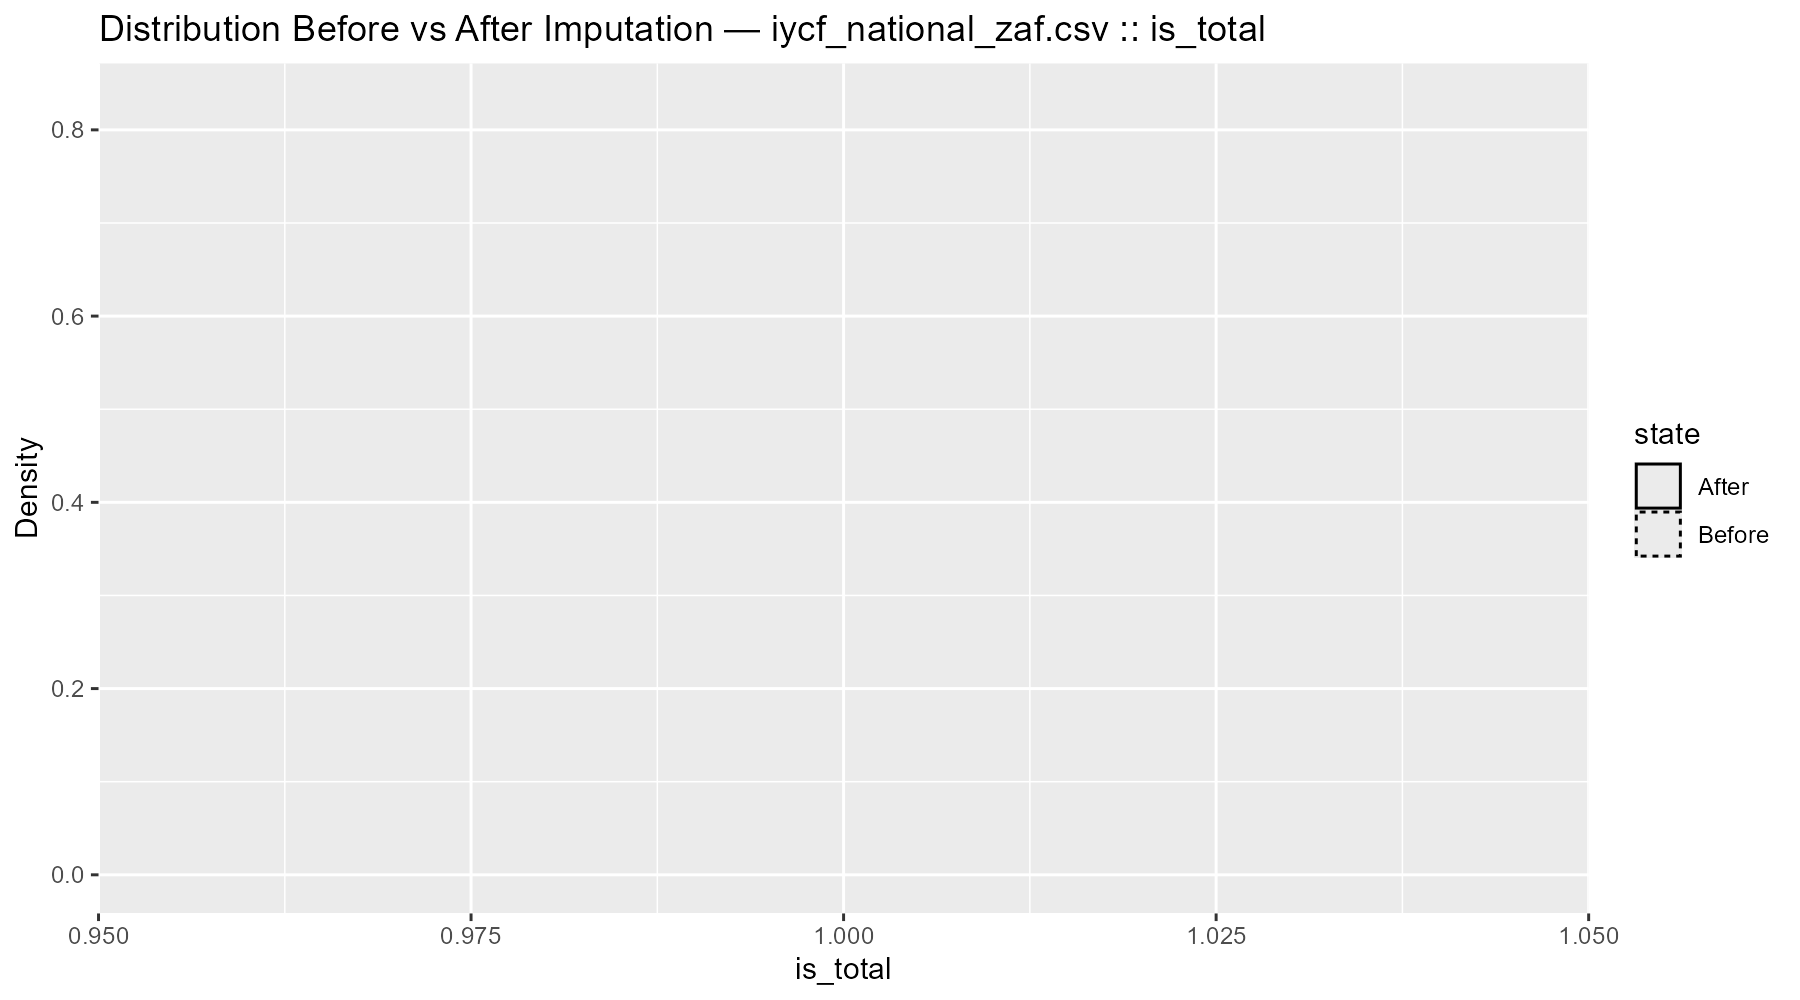 Distribution Before vs After Imputation — iycf_national_zaf.csv :: is_total
Density
0.8
0.6
0.4
0.2
0.0
0.950
0.975
1.000
1.025
1.050
is_total
state
After
Before